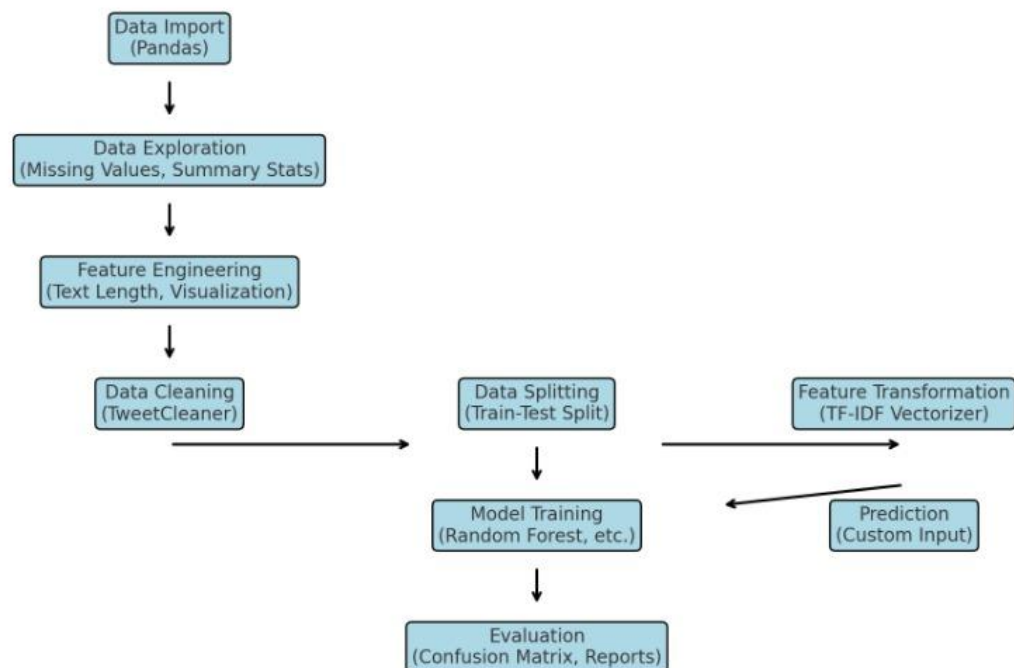 Data Import
(Pandas)
Data Exploration
(Missing Values, Summary Stats)
Feature Engineering
(Text Length, Visualization)
Data Cleaning
(TweetCleaner)
Data Splitting
(Train-Test Split)
Feature Transformation
(TF-IDF Vectorizer)
Model Training
(Random Forest, etc.)
Prediction
(Custom Input)
Evaluation
(Confusion Matrix, Reports)